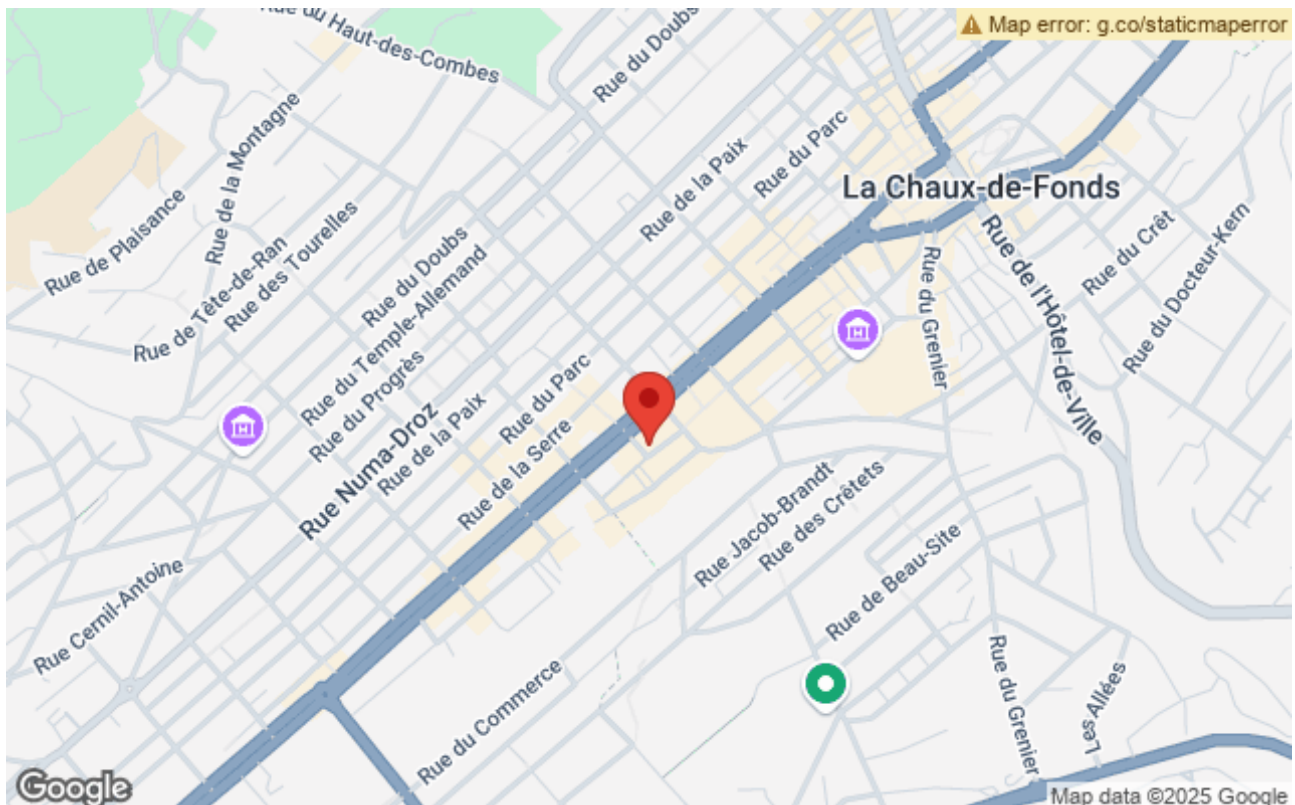 Map error: g.co/staticmaperror
Rue du Haut-des-Combes
Rue du Doubs
Rue de la Montagne
Rue du Parc
Rue de la Paix
La Chaux-de-Fonds
Rue de Plaisance
Rue de Tête-de-Ran
Rue des Tourelles
Rue du Doubs
Rue du Temple-Allemand
Rue du Progrès
Rue de l'Hôtel-de-Ville
Rue du Crêt
Rue du Docteur-Kern
Rue du Grenier
H
Rue du Parc
Rue de la Paix
Rue de la Serre
Rue Numa-Droz
H
Rue Jacob-Brandt
Rue des Crêtets
Rue de Beau-Site
Rue Cernil-Antoine
Rue du Commerce
Rue du Grenier
Les Allées
Google
Map data ©2025 Google